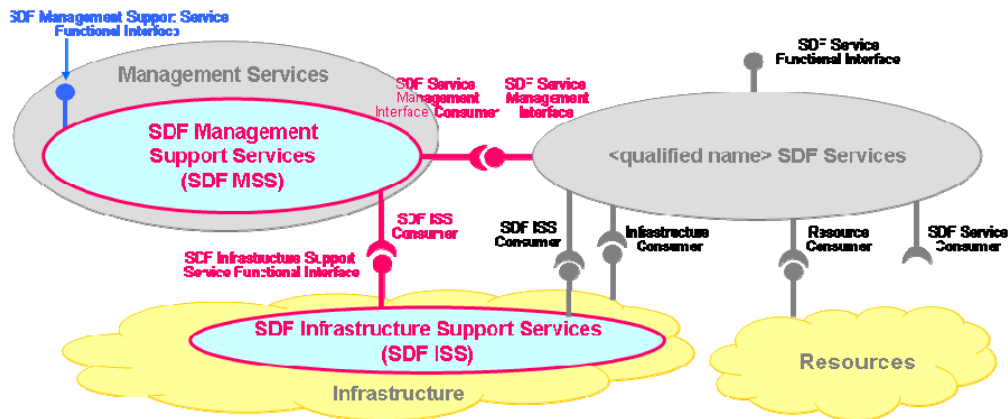 SDF Management Support Service
Functional Interface
Management Services
SDF Management
Support Services
(SDF MSS)
SDF Service
Management
Interface Consumer
SDF Service
Management
Interface
SDF Service
Functional Interface
<qualified name> SDF Services
SDF ISS
Consumer
SDF Infrastructure Support
Service Functional Interface
SDF ISS
Consumer
Infrastructure
Consumer
Resource
Consumer
SDF Service
Consumer
SDF Infrastructure Support Services
(SDF ISS)
Infrastructure
Resources